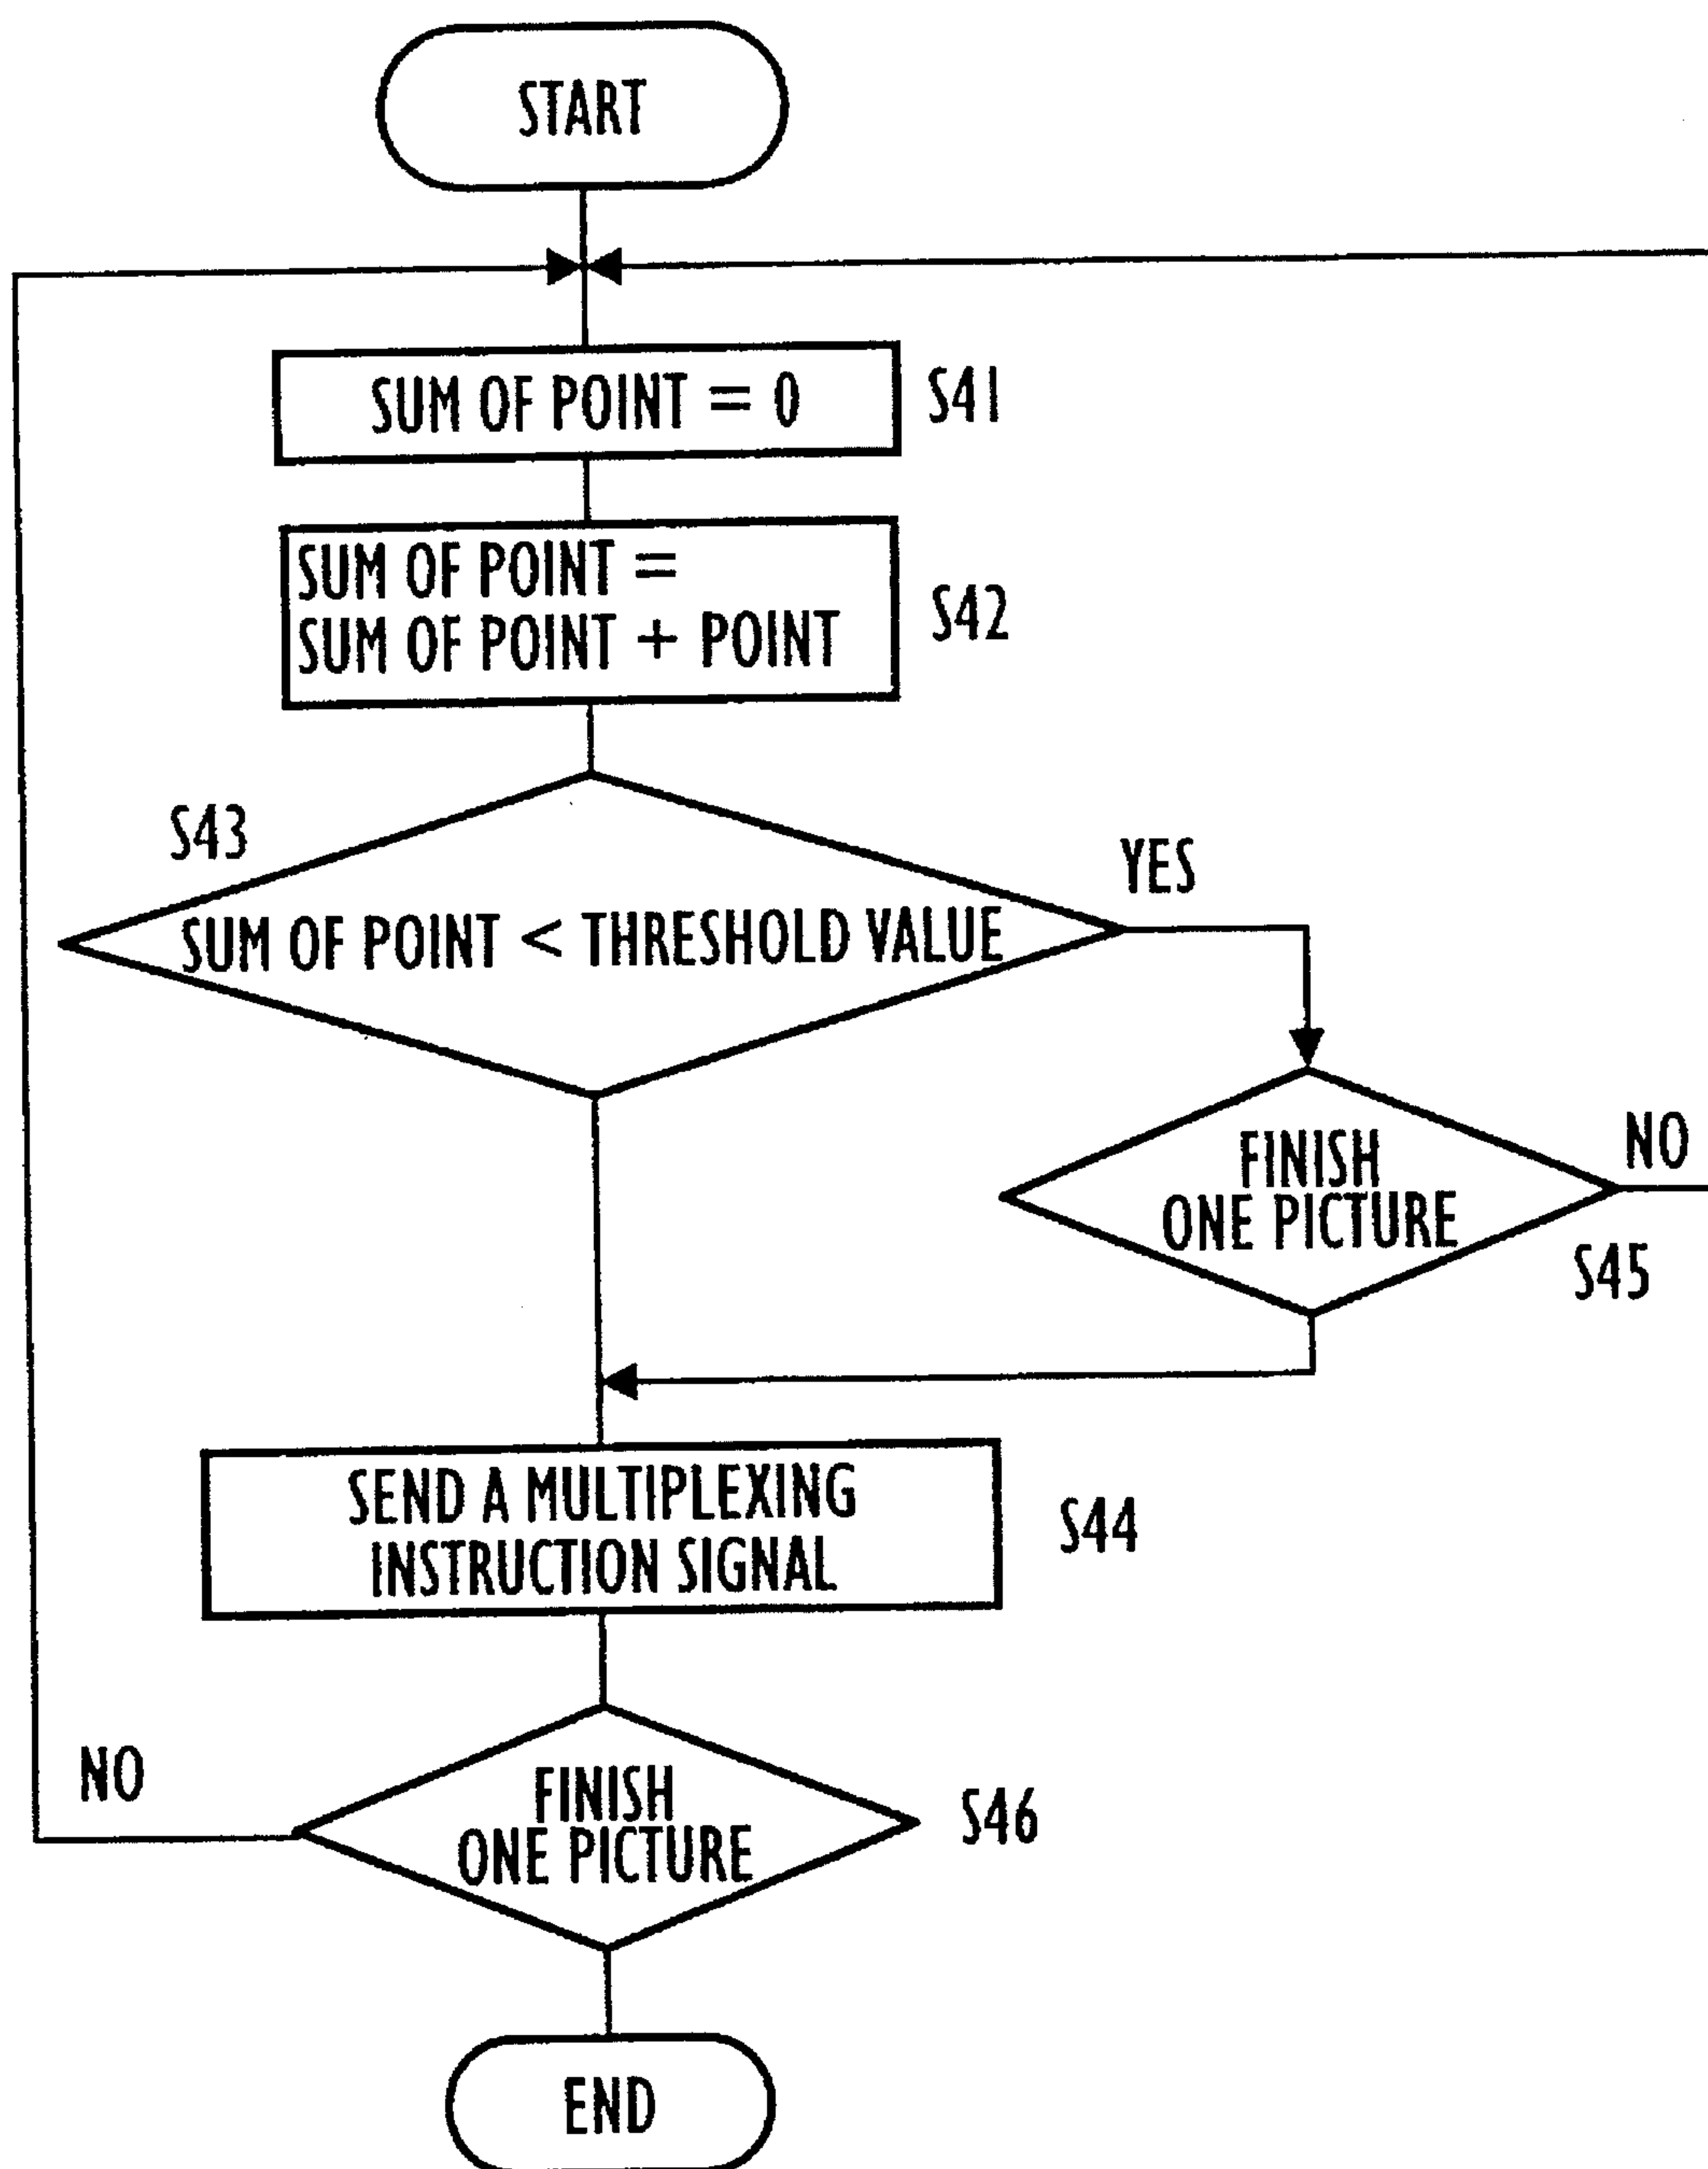 START
SUM OF POINT = 0
S41
SUM OF POINT =
SUM OF POINT + POINT
S42
S43
YES
SUM OF POINT < THRESHOLD VALUE
NO
FINISH
ONE PICTURE
S45
SEND A MULTIPLEXING
INSTRUCTION SIGNAL
S44
NO
FINISH
ONE PICTURE
S46
END